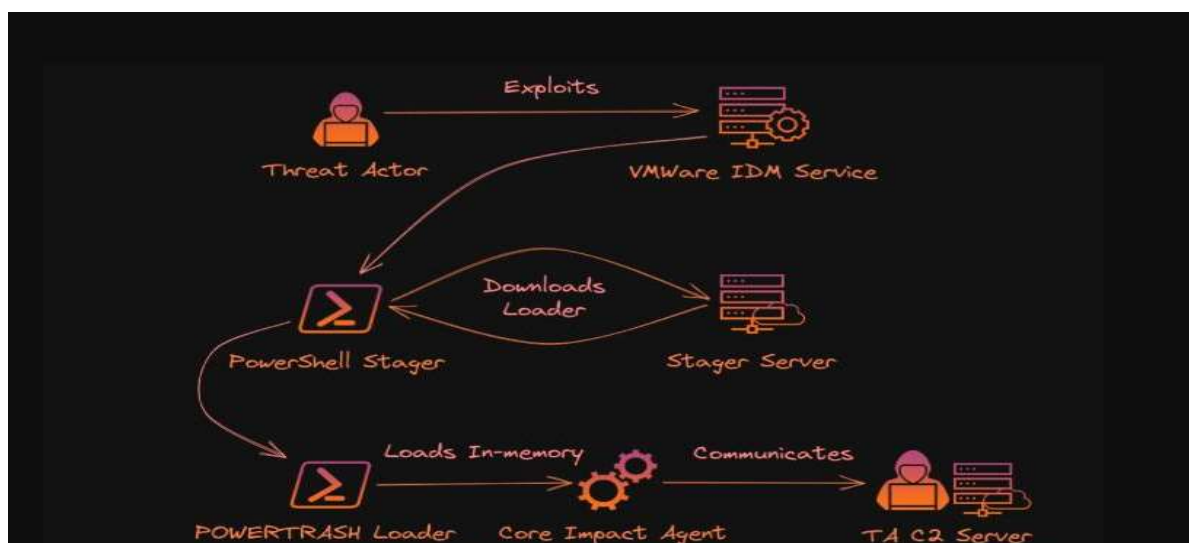 Exploits
Threat Actor
VMWare IDM Service
Downloads
Loader
PowerShell Stager
Stager Server
Loads In-memory
Communicates
POWERTRASH Loader
Core Impact Agent
TA C2 Server